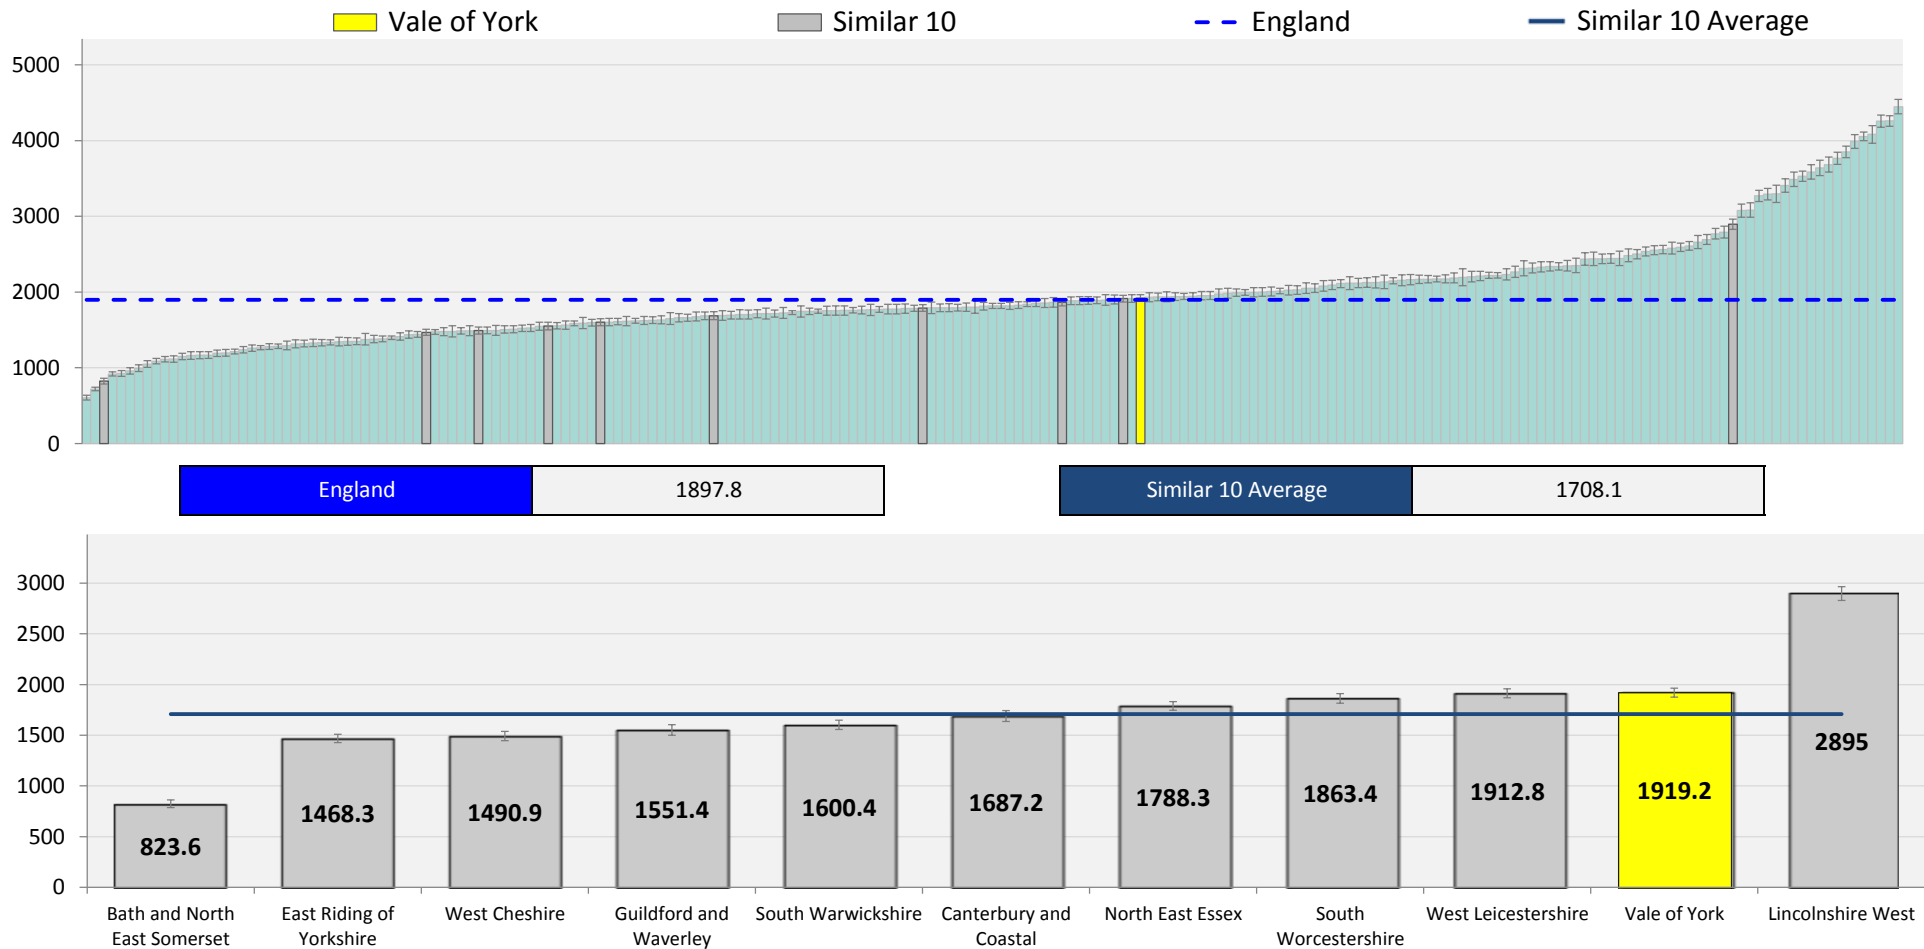 Vale of York
Similar 10
England
Similar 10 Average
5000
4000
3000
2000
1000
0
England
1897.8
Similar 10 Average
1708.1
3000
2500
2000
1500
1000
500
0
823.6
1468.3
1490.9
1551.4
1600.4
1687.2
1788.3
1863.4
1912.8
1919.2
2895
Bath and North
East Somerset
East Riding of
Yorkshire
West Cheshire
Guildford and
Waverley
South Warwickshire
Canterbury and
Coastal
North East Essex
South
Worcestershire
West Leicestershire
Vale of York
Lincolnshire West